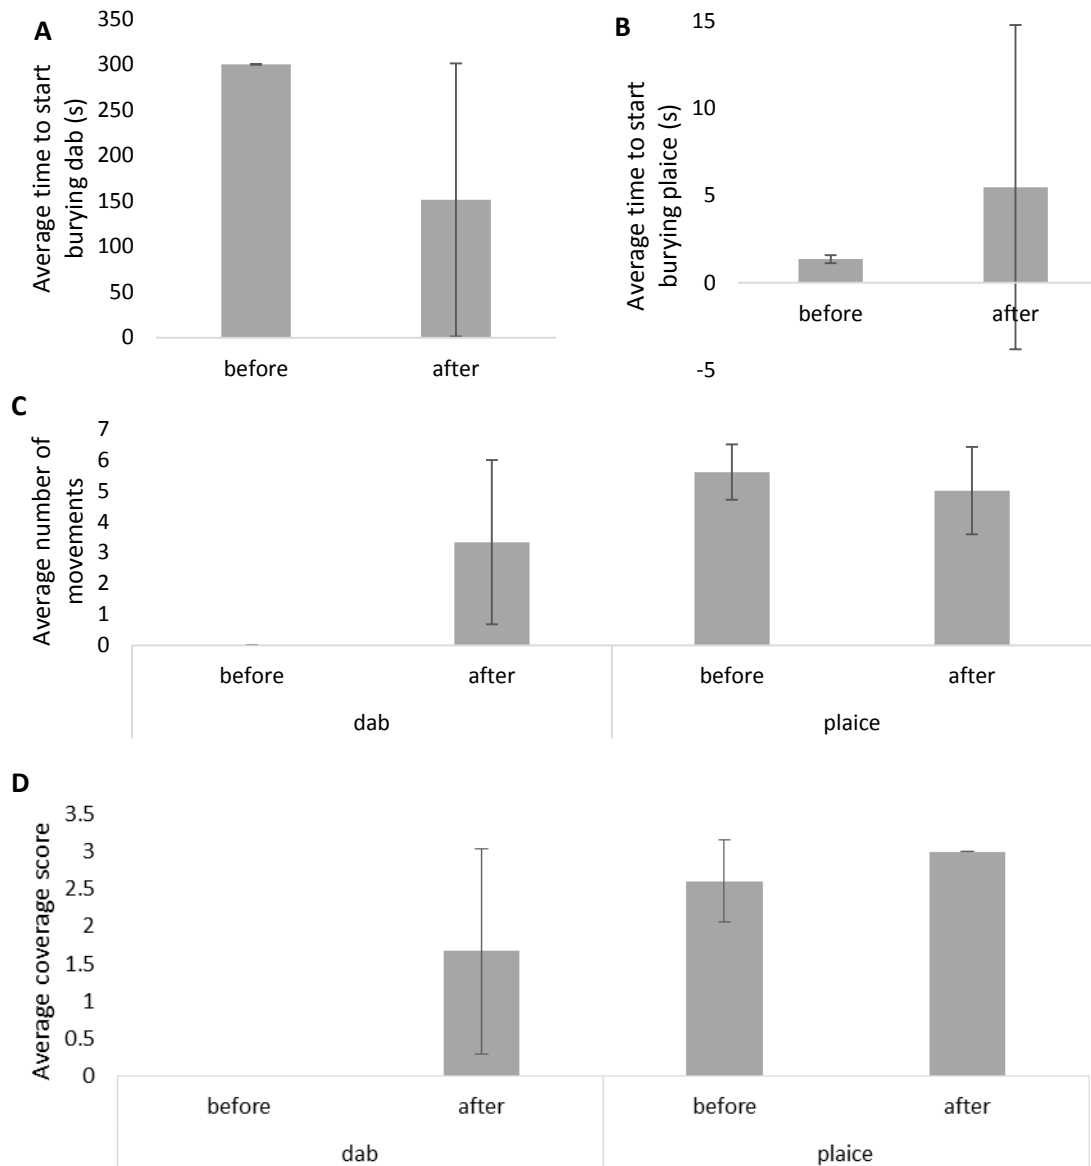 A
Average time to start
burying dab (s)
350
300
250
200
150
100
50
0
before after
B
Average time to start
burying plaice (s)
15
10
5
0
-5
before after
C
Average number of
movements
7
6
5
4
3
2
1
0
before after before after
dab plaice
D
Average coverage score
3.5
3
2.5
2
1.5
1
0.5
0
before after before after
dab plaice